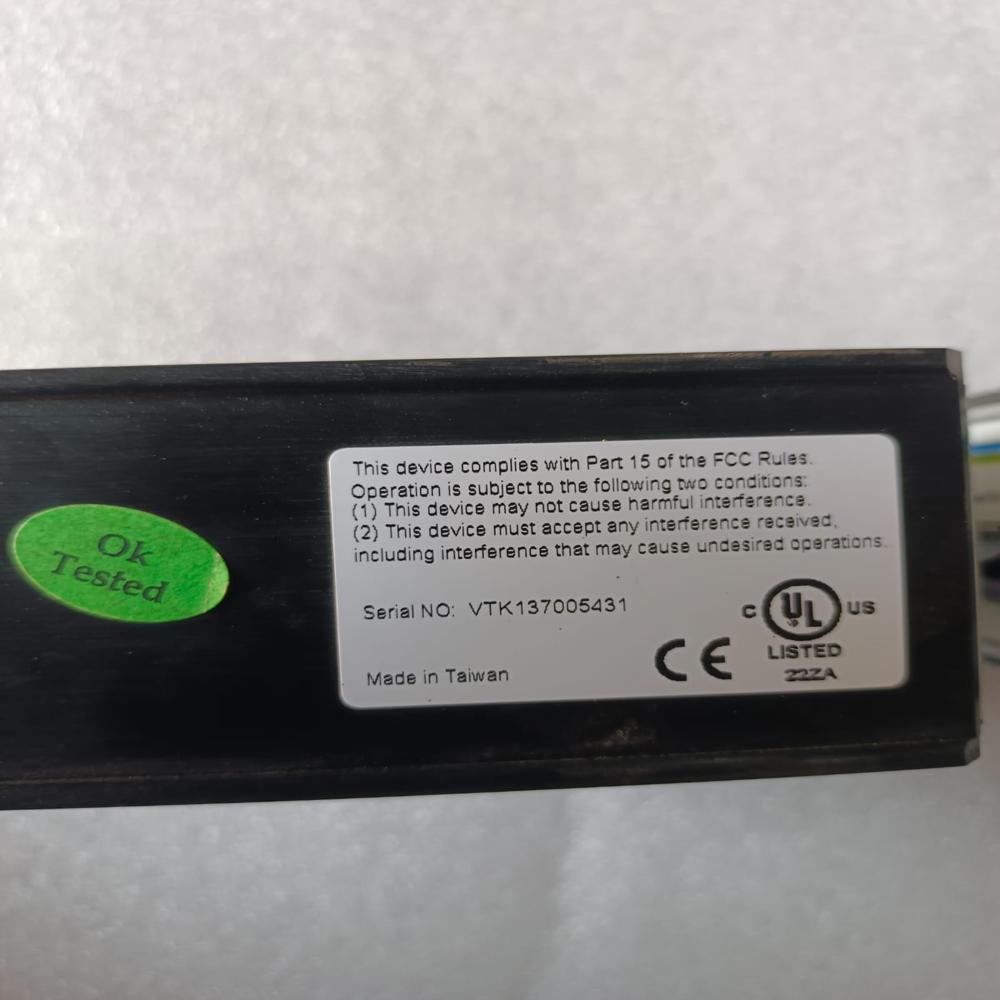 Ok
Tested
This device complies with Part 15 of the FCC Rules.
Operation is subject to the following two conditions:
(1) This device may not cause harmful interference.
(2) This device must accept any interference received,
including interference that may cause undesired operations.
Serial NO: VTK137005431
C UL US
LISTED
22ZA
CE
Made in Taiwan